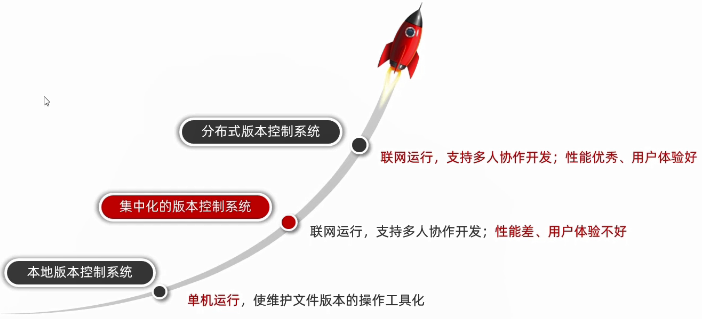 分布式版本控制系统
联网运行，支持多人协作开发；性能优秀、用户体验好
集中化的版本控制系统
联网运行，支持多人协作开发；性能差、用户体验不好
本地版本控制系统
单机运行，使维护文件版本的操作工具化